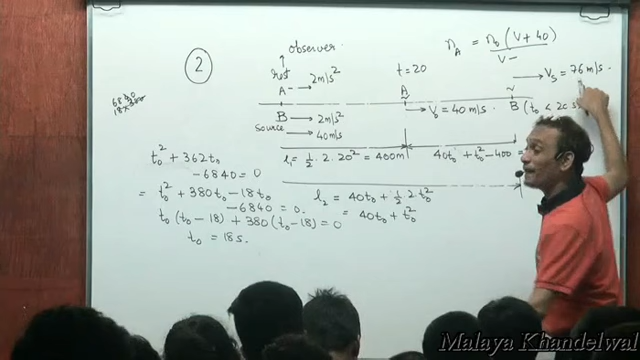 2
observer
rest
A → 2m/s²
B → 2m/s²
source → 40m/s
t = 20
A
→ V₀ = 40m/s.
n_A = n₀ (V + 40)
V −
→ V_s = 76 m/s.
~
B (t₀ < 20 s
l₁ = ½ · 2 · 20² = 400m
40t₀ + t₀² − 400 =
l₂ = 40t₀ + ½ 2 t₀²
= 40t₀ + t₀²
t₀² + 362t₀
− 6840 = 0
= t₀² + 380t₀ − 18t₀
− 6840 = 0.
t₀ (t₀ − 18) + 380 (t₀ − 18) = 0
t₀ = 18 s.
Malaya Khandelwal